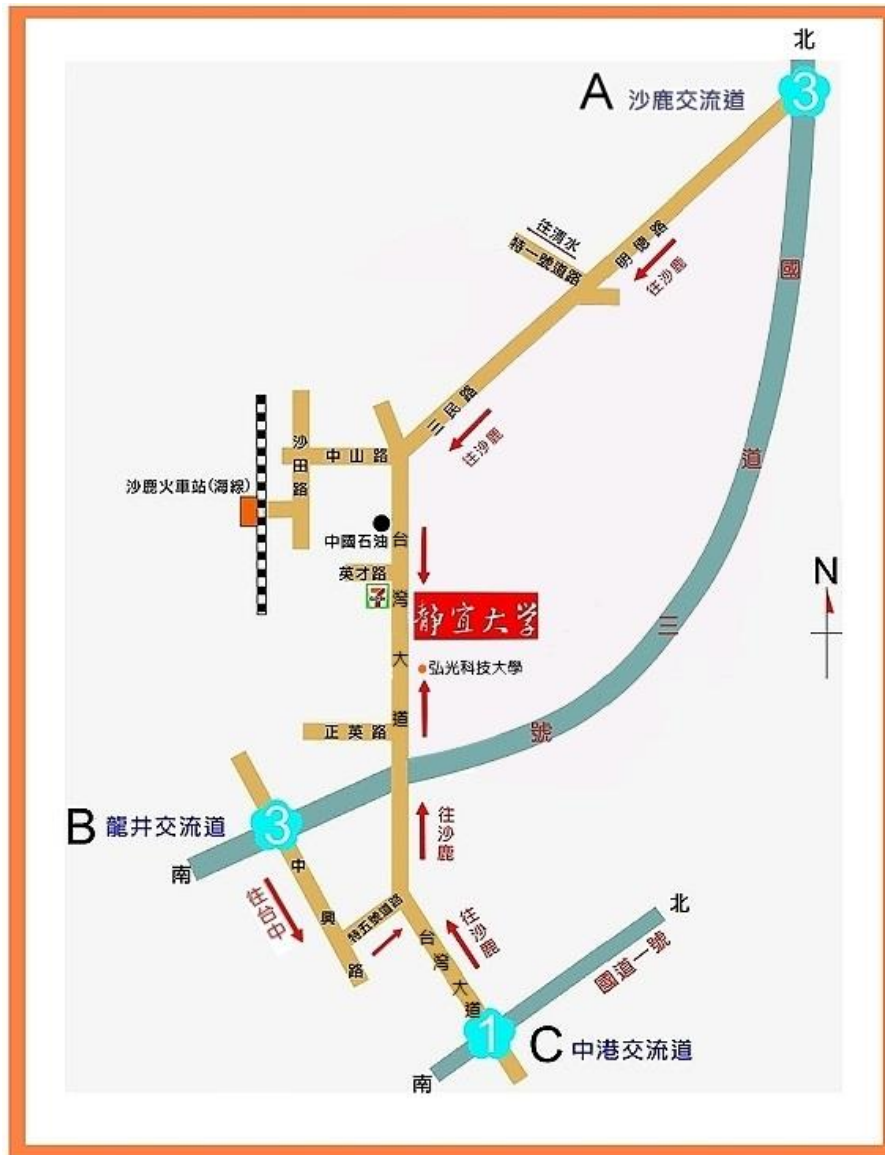 北
A 沙鹿交流道
3
往清水
特一號道路
明德路
往沙鹿
國道三號
三民路
往沙鹿
沙田路
中山路
沙鹿火車站(海線)
中國石油
台灣大道
英才路
7
静宜大学
N
弘光科技大學
正英路
B 龍井交流道
3
南
中興路
往台中
往沙鹿
特五號道路
往沙鹿
台灣大道
北
國道一號
1
C 中港交流道
南